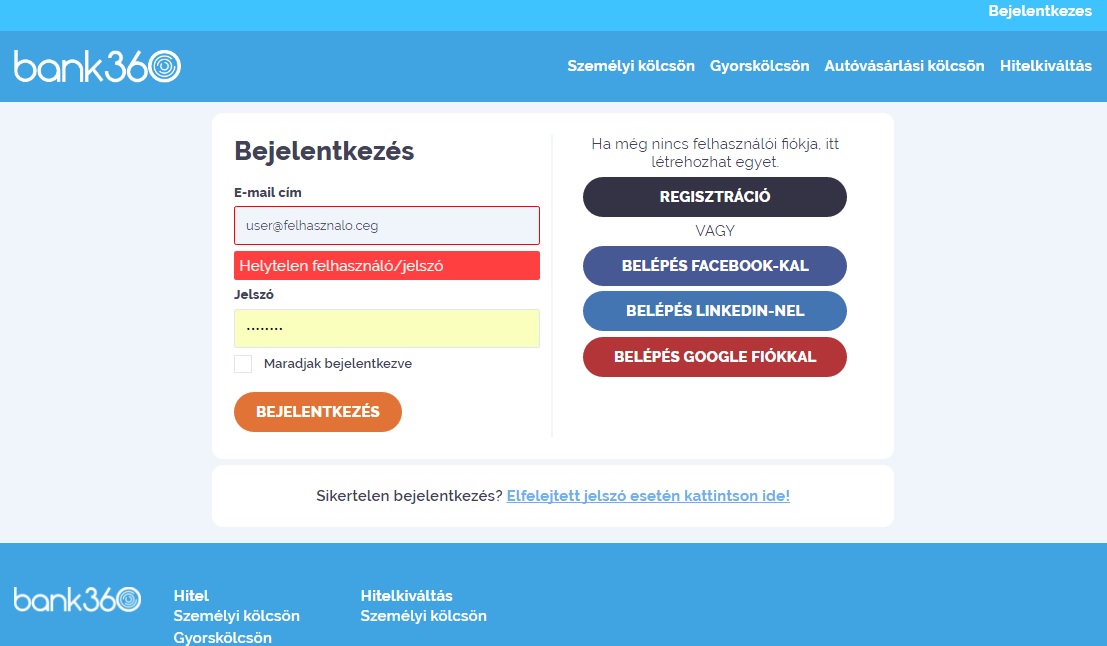 Bejelentkezes
bank360
Személyi kölcsön Gyorskölcsön Autóvásárlási kölcsön Hitelkiváltás
Bejelentkezés
E-mail cím
user@felhasznalo.ceg
Helytelen felhasználó/jelszó
Jelszó
••••••••
Maradjak bejelentkezve
BEJELENTKEZÉS
Ha még nincs felhasználói fiókja, itt
létrehozhat egyet.
REGISZTRÁCIÓ
VAGY
BELÉPÉS FACEBOOK-KAL
BELÉPÉS LINKEDIN-NEL
BELÉPÉS GOOGLE FIÓKKAL
Sikertelen bejelentkezés? Elfelejtett jelszó esetén kattintson ide!
bank360
Hitel
Személyi kölcsön
Gyorskölcsön
Hitelkiváltás
Személyi kölcsön